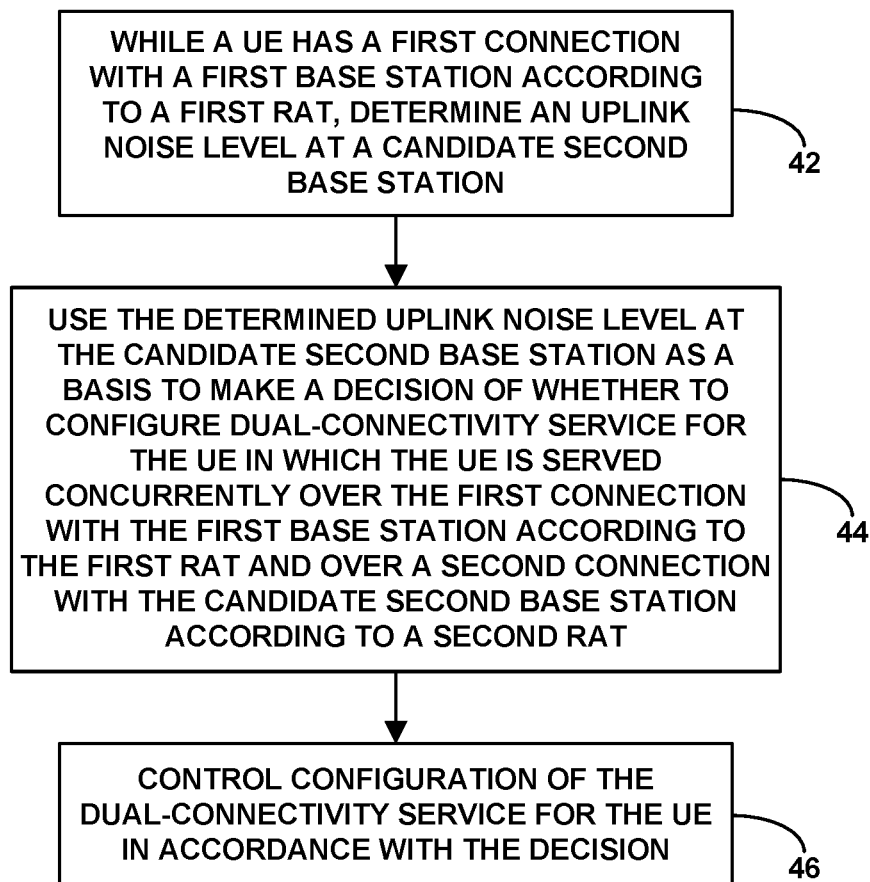 WHILE A UE HAS A FIRST CONNECTION
WITH A FIRST BASE STATION ACCORDING
TO A FIRST RAT, DETERMINE AN UPLINK
NOISE LEVEL AT A CANDIDATE SECOND
BASE STATION
42
USE THE DETERMINED UPLINK NOISE LEVEL AT
THE CANDIDATE SECOND BASE STATION AS A
BASIS TO MAKE A DECISION OF WHETHER TO
CONFIGURE DUAL-CONNECTIVITY SERVICE FOR
THE UE IN WHICH THE UE IS SERVED
CONCURRENTLY OVER THE FIRST CONNECTION
WITH THE FIRST BASE STATION ACCORDING TO
THE FIRST RAT AND OVER A SECOND CONNECTION
WITH THE CANDIDATE SECOND BASE STATION
ACCORDING TO A SECOND RAT
44
CONTROL CONFIGURATION OF THE
DUAL-CONNECTIVITY SERVICE FOR THE UE
IN ACCORDANCE WITH THE DECISION
46